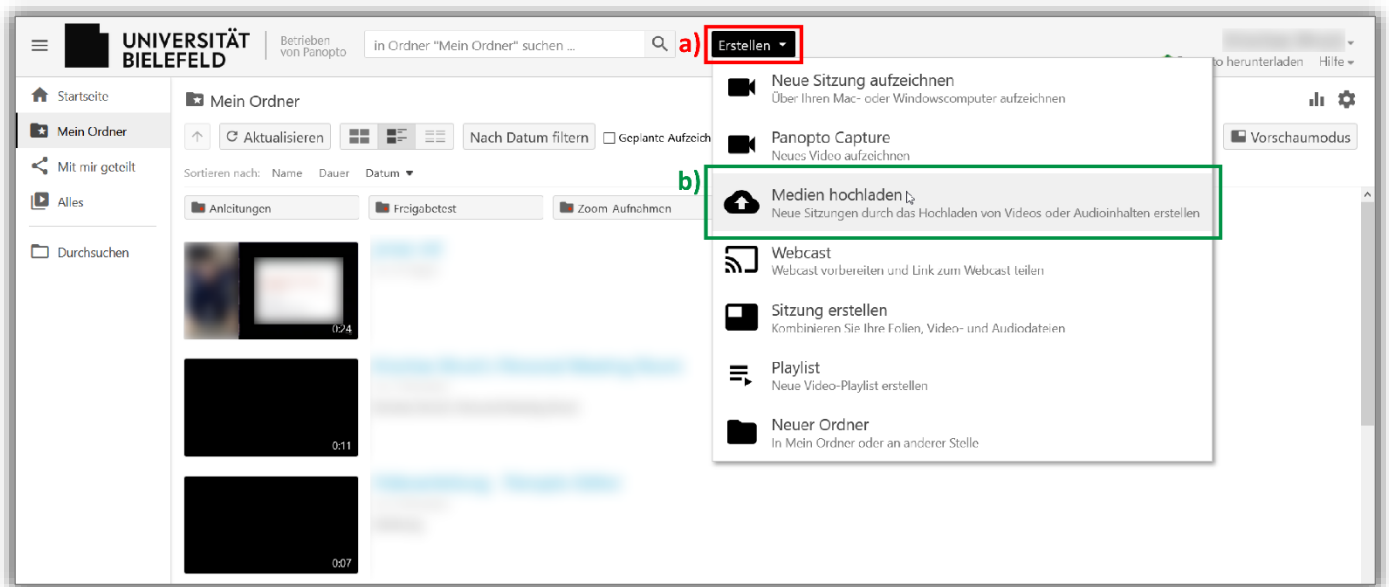 UNIVERSITÄT
BIELEFELD
Betrieben
von Panopto
in Ordner "Mein Ordner" suchen ...
a)
Erstellen
herunterladen
Hilfe
Startseite
Mein Ordner
Mit mir geteilt
Alles
Durchsuchen
Mein Ordner
Aktualisieren
Nach Datum filtern
Geplante
Vorschaumodus
Sortieren nach:
Name
Dauer
Datum
Anleitungen
Freigabetest
Zoom Aufnahmen
0:24
0:11
0:07
Neue Sitzung aufzeichnen
Über Ihren Mac- oder Windowscomputer aufzeichnen
Panopto Capture
Neues Video aufzeichnen
b)
Medien hochladen
Neue Sitzungen durch das Hochladen von Videos oder Audioinhalten erstellen
Webcast
Webcast vorbereiten und Link zum Webcast teilen
Sitzung erstellen
Kombinieren Sie Ihre Folien, Video- und Audiodateien
Playlist
Neue Video-Playlist erstellen
Neuer Ordner
In Mein Ordner oder an anderer Stelle